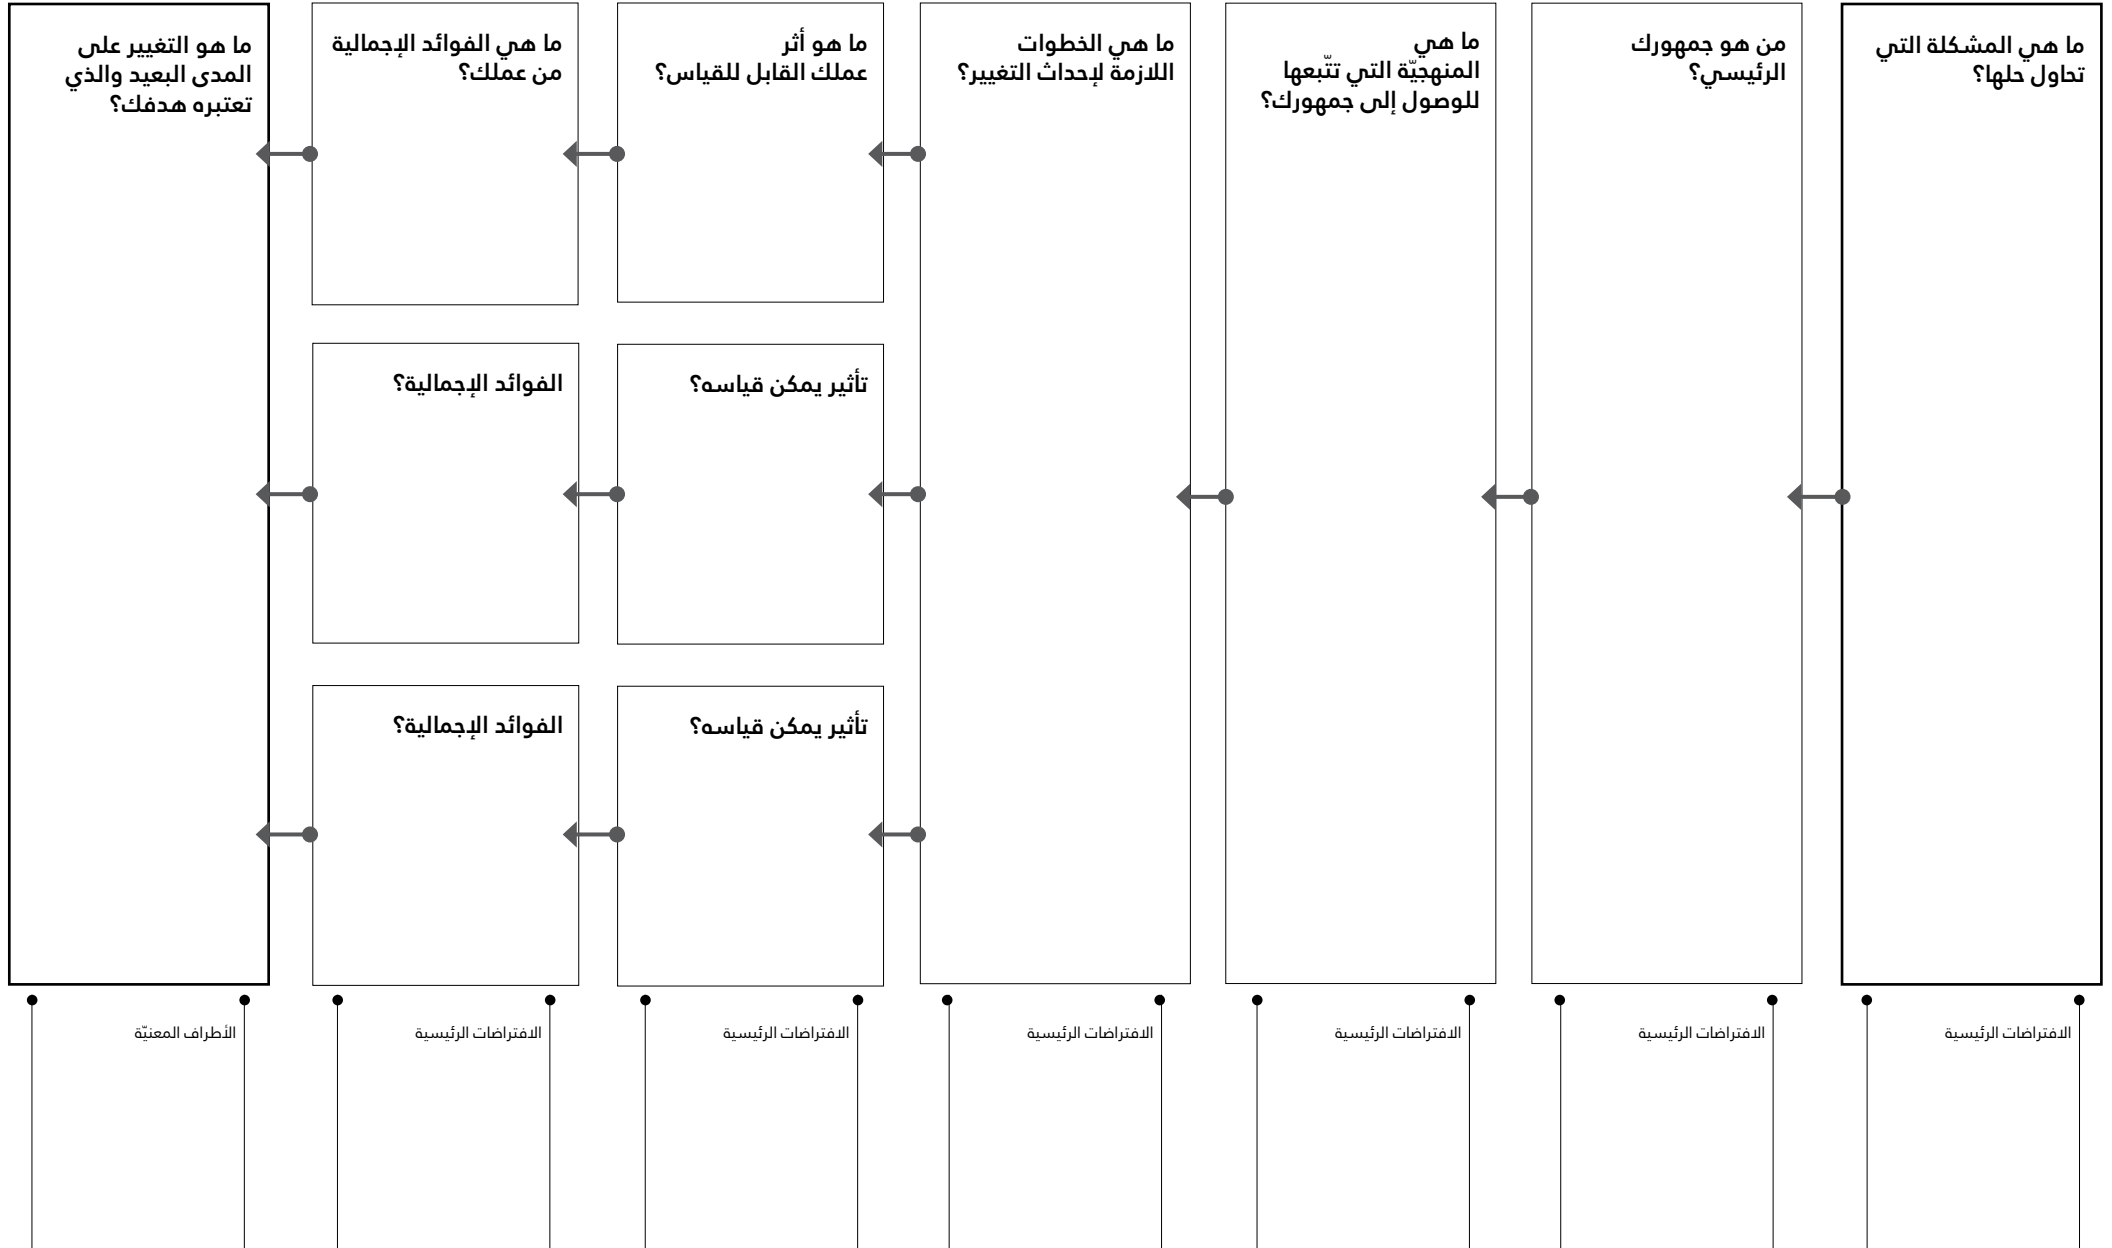 ما هي المشكلة التي
تحاول حلها؟
من هو جمهورك
الرئيسي؟
ما هي
المنهجيّة التي تتّبعها
للوصول إلى جمهورك؟
ما هي الخطوات
اللازمة لإحداث التغيير؟
ما هو أثر
عملك القابل للقياس؟
ما هي الفوائد الإجمالية
من عملك؟
ما هو التغيير على
المدى البعيد والذي
تعتبره هدفك؟
تأثير يمكن قياسه؟
الفوائد الإجمالية؟
تأثير يمكن قياسه؟
الفوائد الإجمالية؟
الافتراضات الرئيسية
الافتراضات الرئيسية
الافتراضات الرئيسية
الافتراضات الرئيسية
الافتراضات الرئيسية
الافتراضات الرئيسية
الأطراف المعنيّة